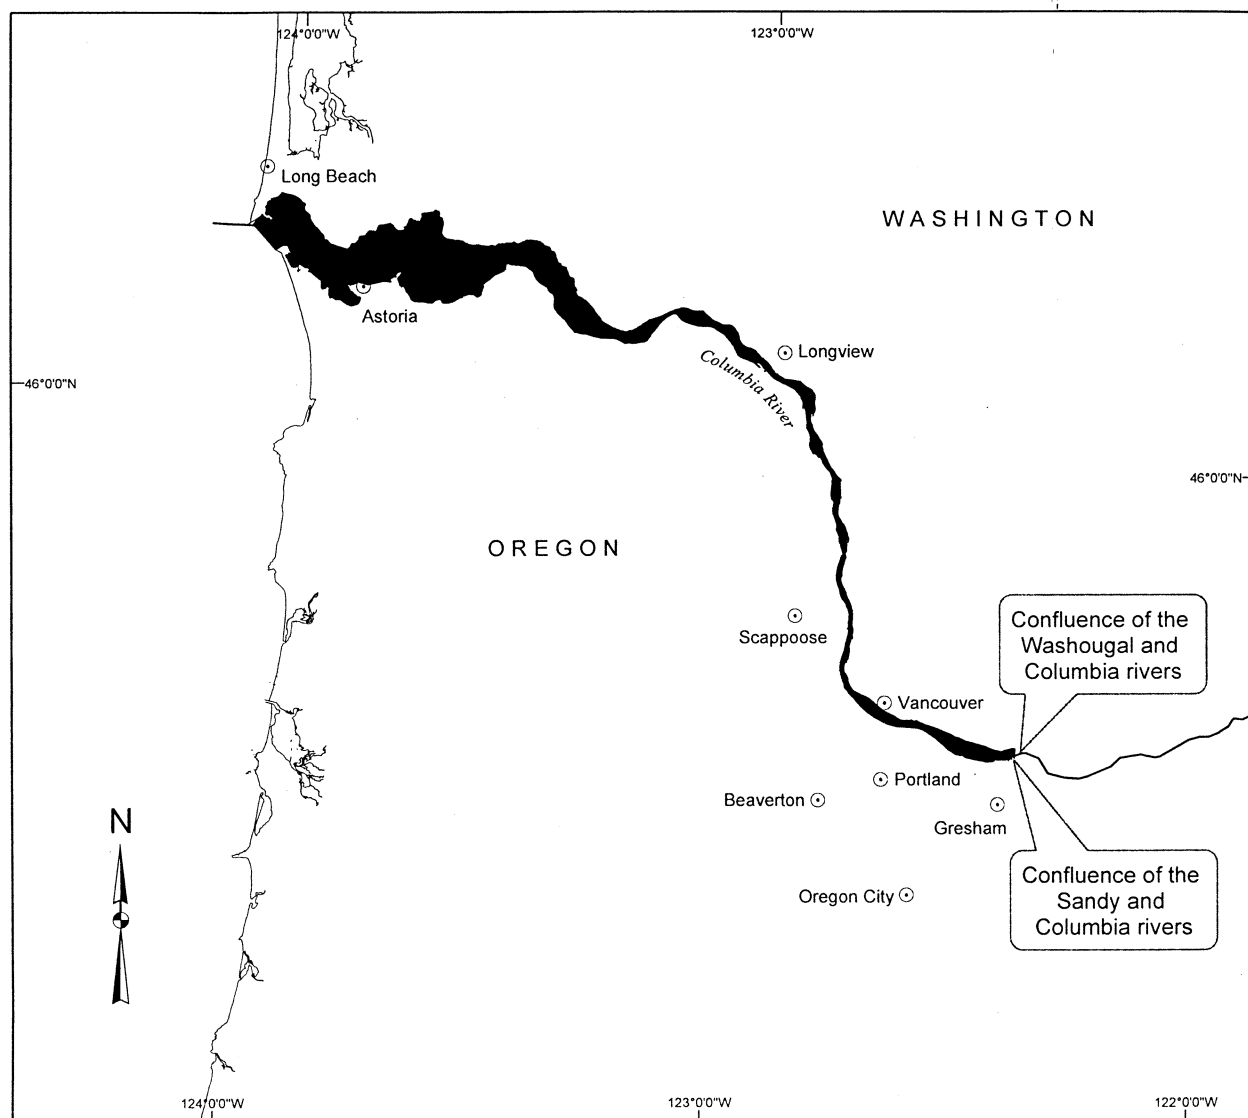 124°0'0"W
123°0'0"W
Long Beach
WASHINGTON
Astoria
Longview
Columbia River
46°0'0"N
46°0'0"N
OREGON
Confluence of the
Washougal and
Columbia rivers
Scappoose
Vancouver
Portland
Beaverton
Gresham
N
Confluence of the
Sandy and
Columbia rivers
Oregon City
124°0'0"W
123°0'0"W
122°0'0"W